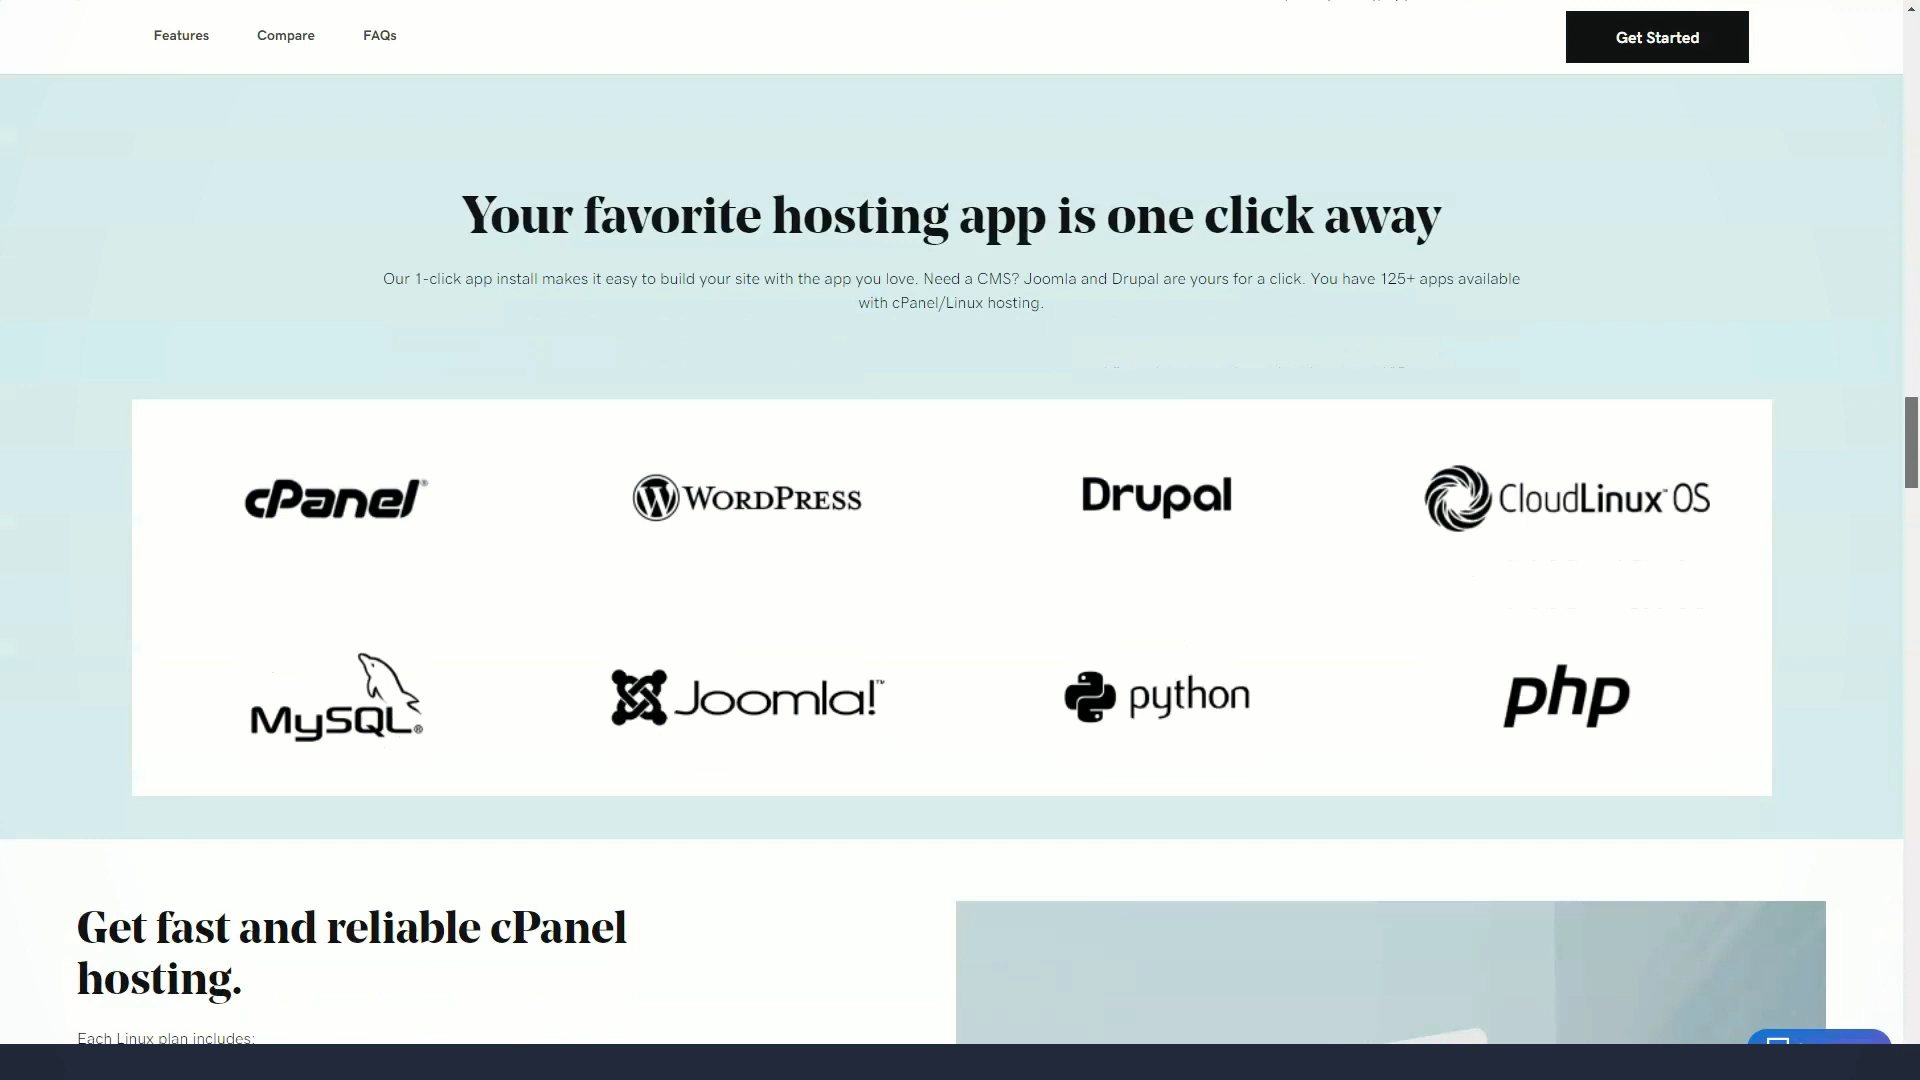 Features Compare FAQs Get Started
Your favorite hosting app is one click away
Our 1-click app install makes it easy to build your site with the app you love. Need a CMS? Joomla and Drupal are yours for a click. You have 125+ apps available
with cPanel/Linux hosting.
cPanel® WORDPRESS Drupal CloudLinux™ OS
MySQL® Joomla!™ python php
Get fast and reliable cPanel
hosting.
Each Linux plan includes: